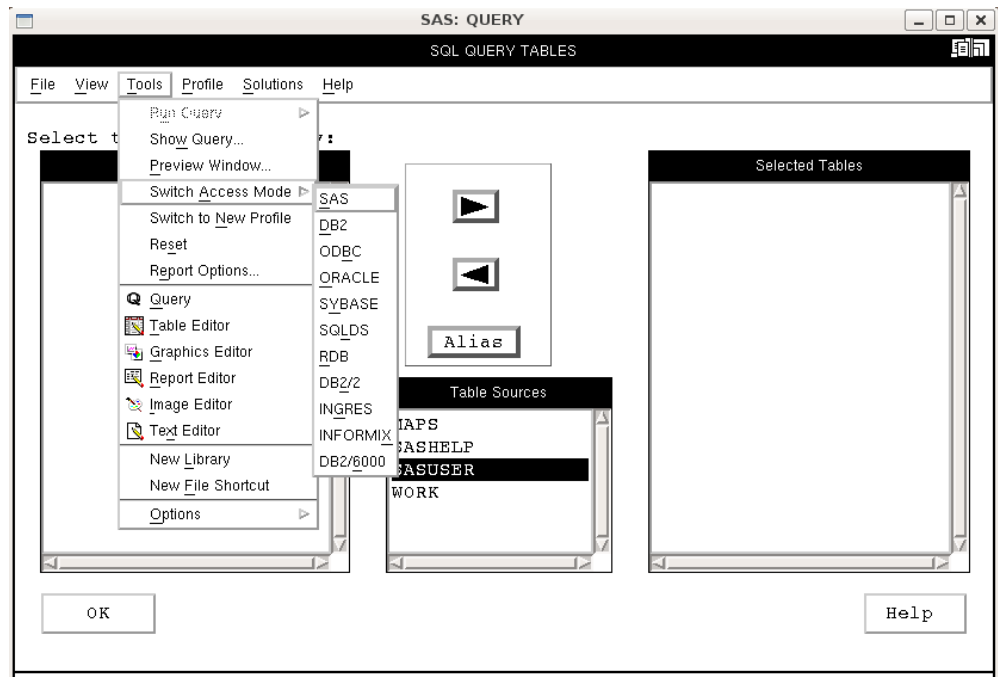 SAS: QUERY
SQL QUERY TABLES
File View Tools Profile Solutions Help
Run Query
Select t
:
Show Query...
Preview Window...
Selected Tables
Switch Access Mode
SAS
Switch to New Profile
DB2
Reset
ODBC
Report Options...
ORACLE
Query
SYBASE
Table Editor
SQLDS
Alias
Graphics Editor
RDB
Report Editor
DB2/2
Table Sources
Image Editor
INGRES
MAPS
Text Editor
INFORMIX
SASHELP
New Library
DB2/6000
SASUSER
New File Shortcut
WORK
Options
OK
Help